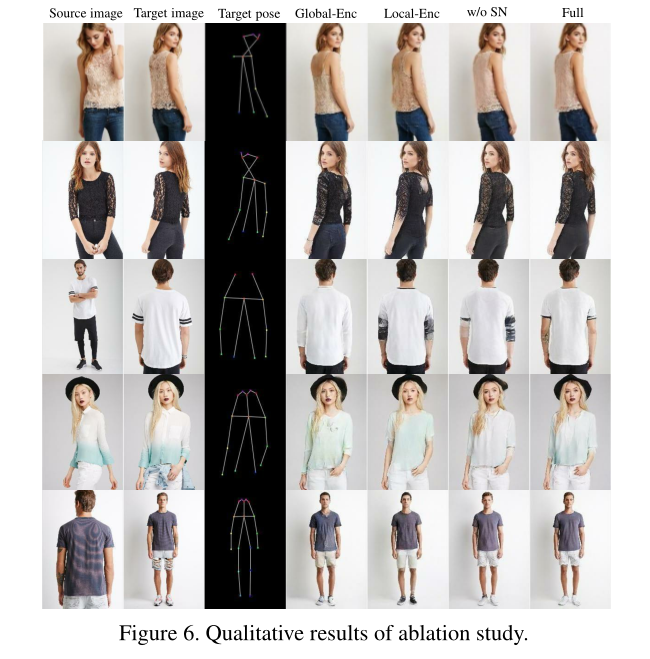 Source image Target image Target pose Global-Enc Local-Enc w/o SN Full
Figure 6. Qualitative results of ablation study.